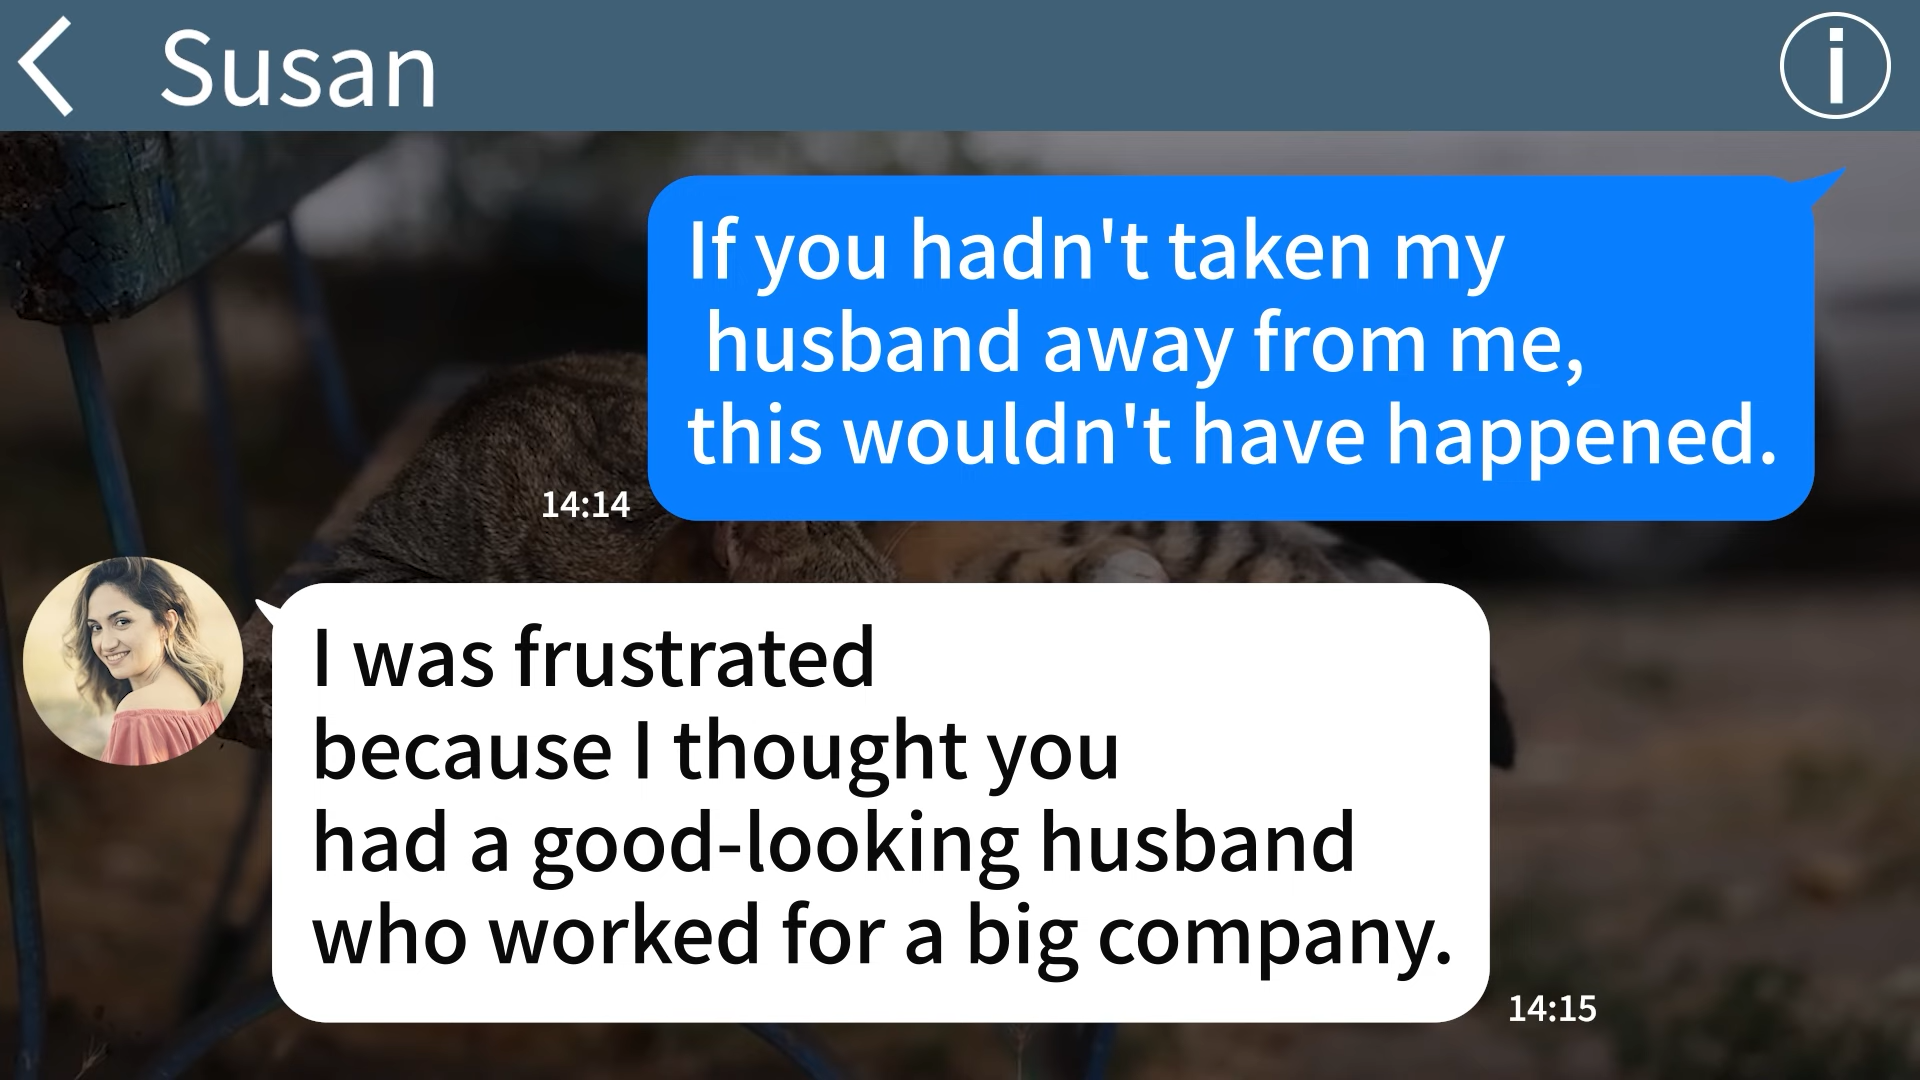 Susan
i
If you hadn't taken my
husband away from me,
this wouldn't have happened.
14:14
I was frustrated
because I thought you
had a good-looking husband
who worked for a big company.
14:15